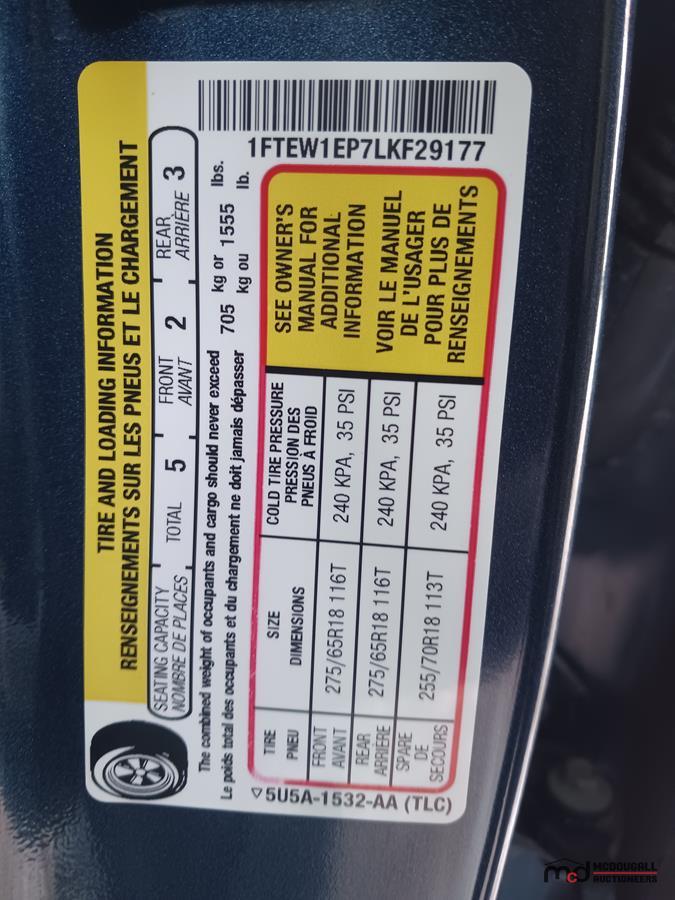 TIRE AND LOADING INFORMATION
RENSEIGNEMENTS SUR LES PNEUS ET LE CHARGEMENT
SEATING CAPACITY TOTAL 5 FRONT 2 REAR 3
NOMBRE DE PLACES AVANT ARRIÈRE
The combined weight of occupants and cargo should never exceed 705 kg or 1555 lbs.
Le poids total des occupants et du chargement ne doit jamais dépasser kg ou lb.
TIRE SIZE COLD TIRE PRESSURE
PNEU DIMENSIONS PRESSION DES
PNEUS À FROID
FRONT
AVANT 275/65R18 116T 240 KPA, 35 PSI
REAR
ARRIÈRE 275/65R18 116T 240 KPA, 35 PSI
SPARE
DE
SECOURS 255/70R18 113T 240 KPA, 35 PSI
SEE OWNER'S
MANUAL FOR
ADDITIONAL
INFORMATION
VOIR LE MANUEL
DE L'USAGER
POUR PLUS DE
RENSEIGNEMENTS
1FTEW1EP7LKF29177
5U5A-1532-AA (TLC)
mcd MCDOUGALL
AUCTIONEERS